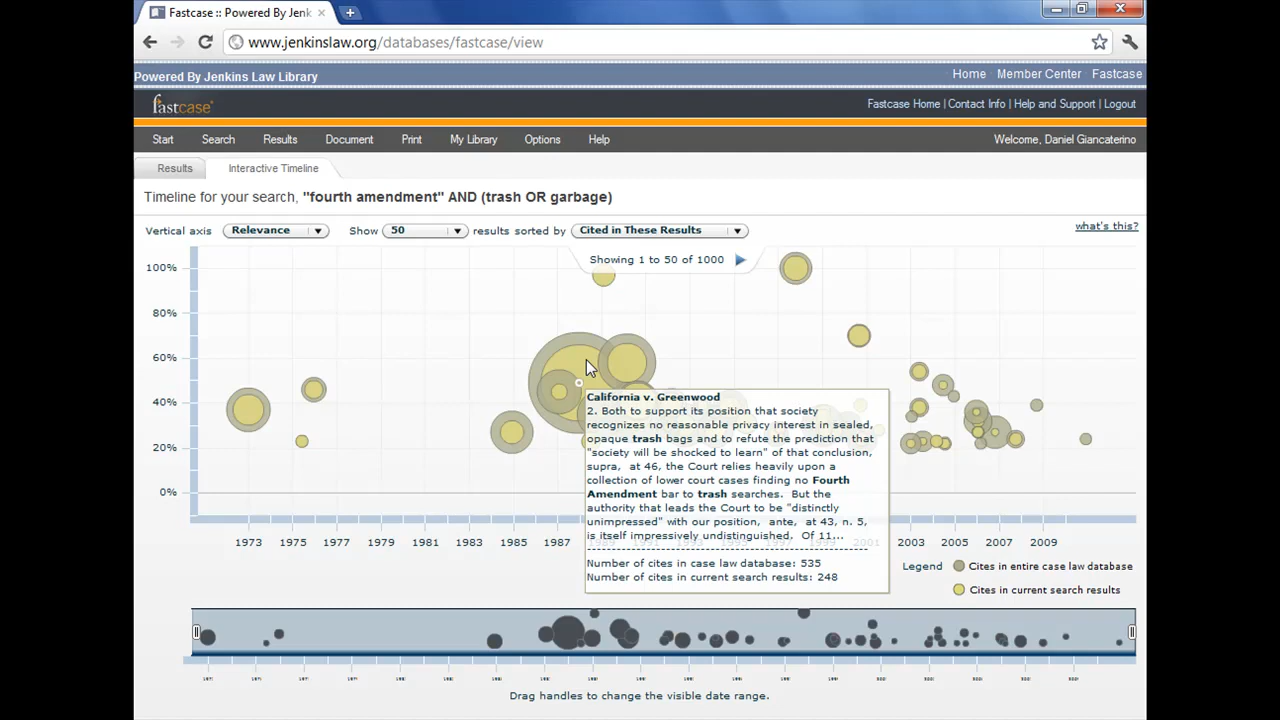 Fastcase :: Powered By Jenk
www.jenkinslaw.org/databases/fastcase/view
Powered By Jenkins Law Library
Home Member Center Fastcase
fastcase
Fastcase Home | Contact Info | Help and Support | Logout
Start Search Results Document Print My Library Options Help
Welcome, Daniel Giancaterino
Results Interactive Timeline
Timeline for your search, "fourth amendment" AND (trash OR garbage)
Vertical axis Relevance Show 50 results sorted by Cited in These Results
what's this?
Showing 1 to 50 of 1000
100%
80%
60%
40%
20%
0%
California v. Greenwood
2. Both to support its position that society
recognizes no reasonable privacy interest in sealed,
opaque trash bags and to refute the prediction that
"society will be shocked to learn" of that conclusion,
supra, at 46, the Court relies heavily upon a
collection of lower court cases finding no Fourth
Amendment bar to trash searches. But the
authority that leads the Court to be "distinctly
unimpressed" with our position, ante, at 43, n. 5,
is itself impressively undistinguished. Of 11...
Number of cites in case law database: 535
Number of cites in current search results: 248
1973 1975 1977 1979 1981 1983 1985 1987 1989 1991 1993 1995 1997 1999 2001 2003 2005 2007 2009
Legend Cites in entire case law database
Cites in current search results
Drag handles to change the visible date range.